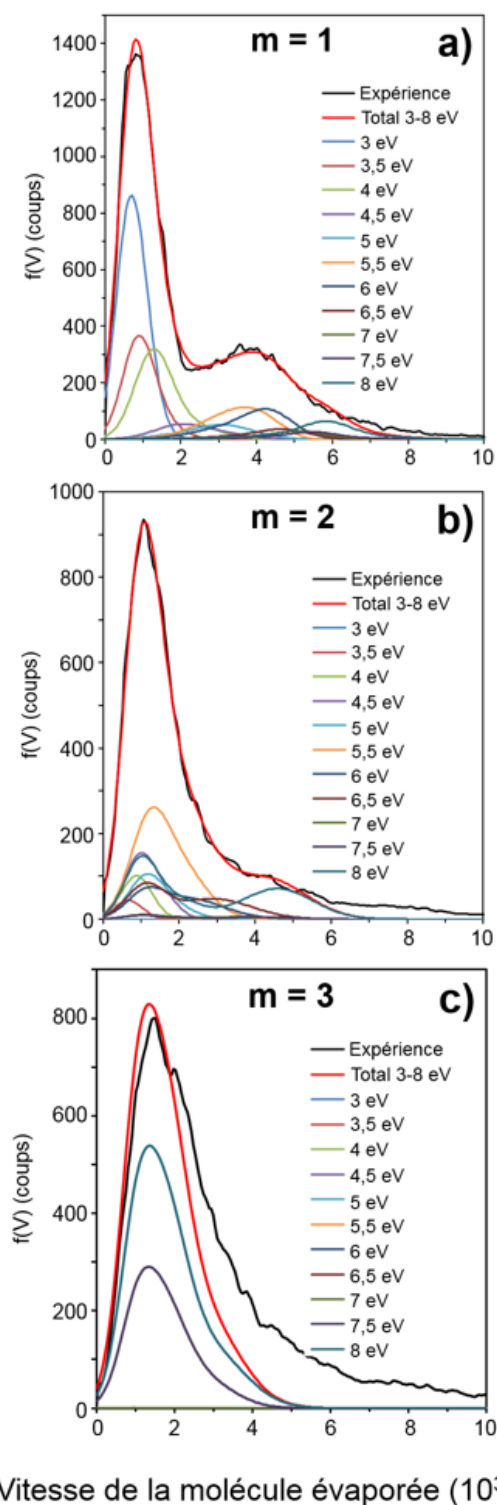 m = 1
a)
1400
1200
1000
800
600
400
200
0
f(V) (coups)
Expérience
Total 3-8 eV
3 eV
3,5 eV
4 eV
4,5 eV
5 eV
5,5 eV
6 eV
6,5 eV
7 eV
7,5 eV
8 eV
0 2 4 6 8 10
m = 2
b)
1000
800
600
400
200
0
f(V) (coups)
Expérience
Total 3-8 eV
3 eV
3,5 eV
4 eV
4,5 eV
5 eV
5,5 eV
6 eV
6,5 eV
7 eV
7,5 eV
8 eV
0 2 4 6 8 10
m = 3
c)
800
600
400
200
0
f(V) (coups)
Expérience
Total 3-8 eV
3 eV
3,5 eV
4 eV
4,5 eV
5 eV
5,5 eV
6 eV
6,5 eV
7 eV
7,5 eV
8 eV
0 2 4 6 8 10
Vitesse de la molécule évaporée (10